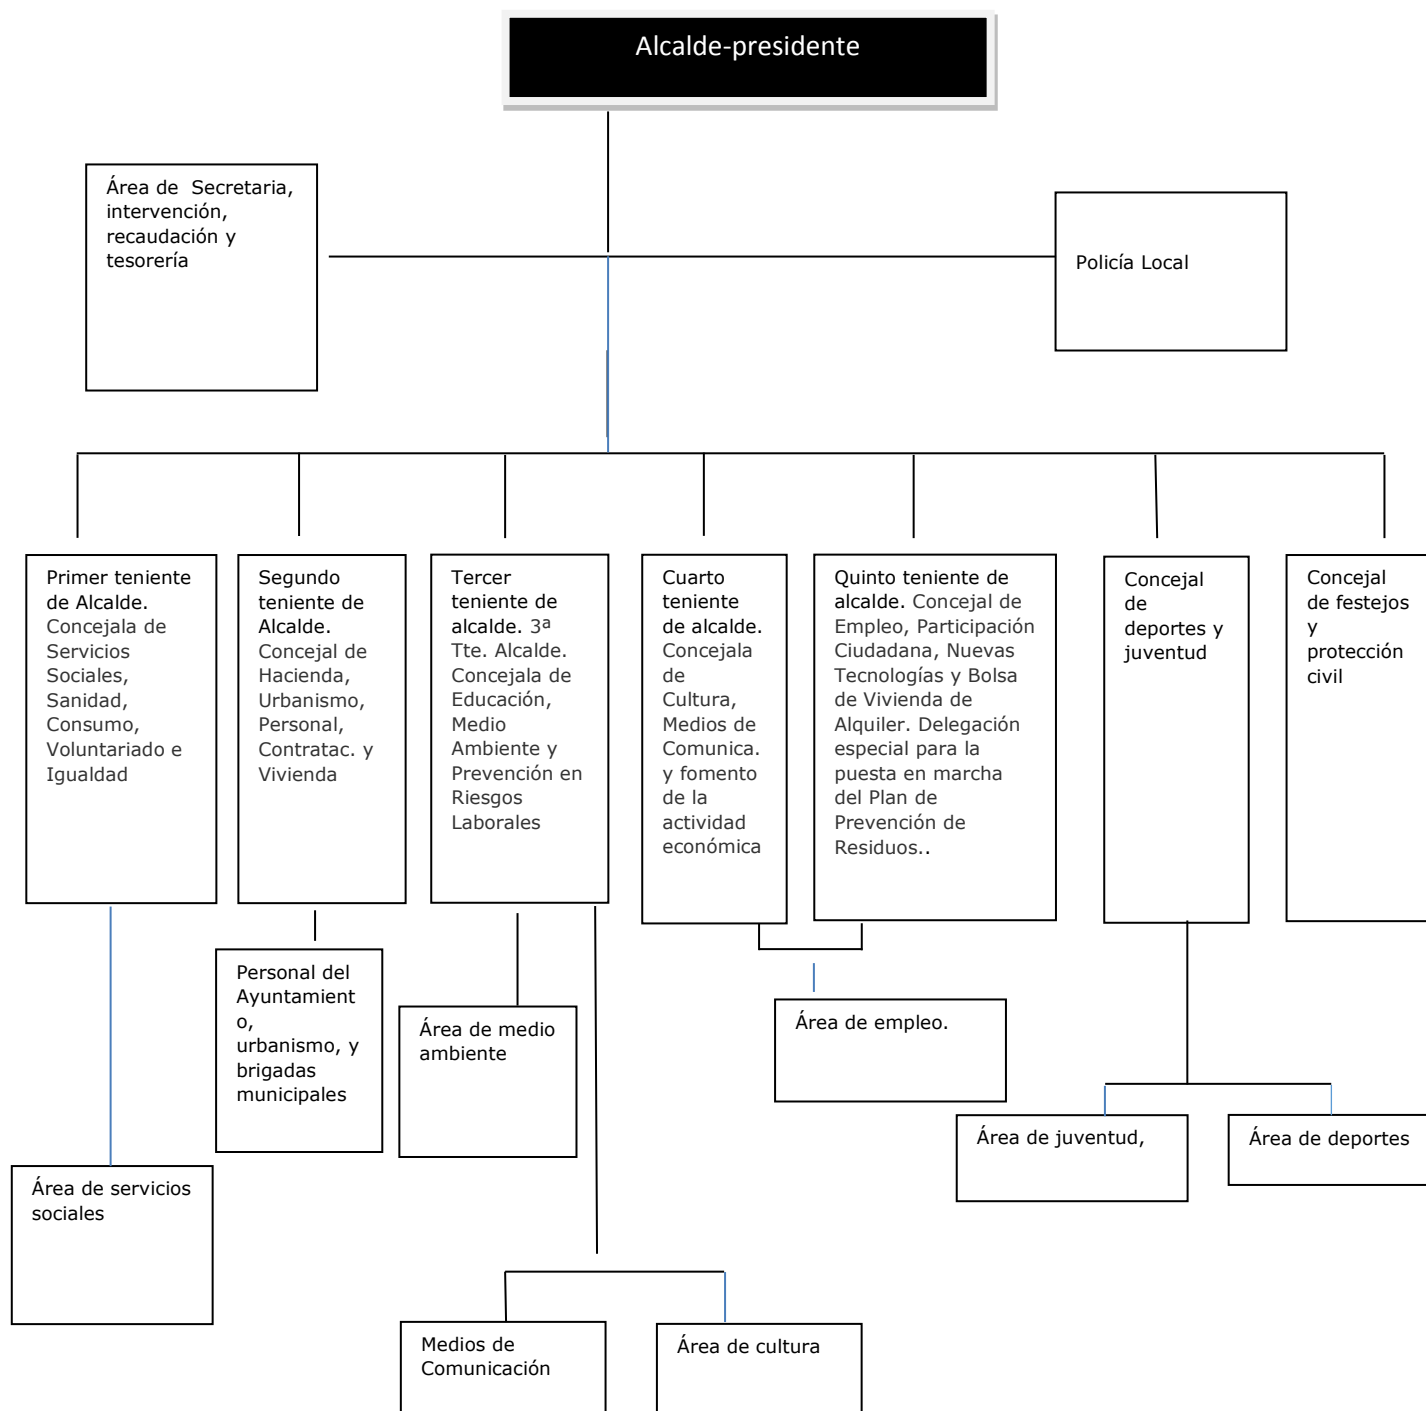 Alcalde-presidente
Área de  Secretaria,
intervención,
recaudación y
tesorería
Policía Local
Primer teniente
de Alcalde.
Concejala de
Servicios
Sociales,
Sanidad,
Consumo,
Voluntariado e
Igualdad
Segundo
teniente de
Alcalde.
Concejal de
Hacienda,
Urbanismo,
Personal,
Contratac. y
Vivienda
Tercer
teniente de
alcalde. 3ª
Tte. Alcalde.
Concejala de
Educación,
Medio
Ambiente y
Prevención en
Riesgos
Laborales
Cuarto
teniente
de alcalde.
Concejala
de
Cultura,
Medios de
Comunica.
y fomento
de la
actividad
económica
Quinto teniente de
alcalde. Concejal de
Empleo, Participación
Ciudadana, Nuevas
Tecnologías y Bolsa
de Vivienda de
Alquiler. Delegación
especial para la
puesta en marcha
del Plan de
Prevención de
Residuos..
Concejal
de
deportes y
juventud
Concejal
de festejos
y
protección
civil
Personal del
Ayuntamient
o,
urbanismo, y
brigadas
municipales
Área de medio
ambiente
Área de empleo.
Área de juventud,
Área de deportes
Área de servicios
sociales
Medios de
Comunicación
Área de cultura